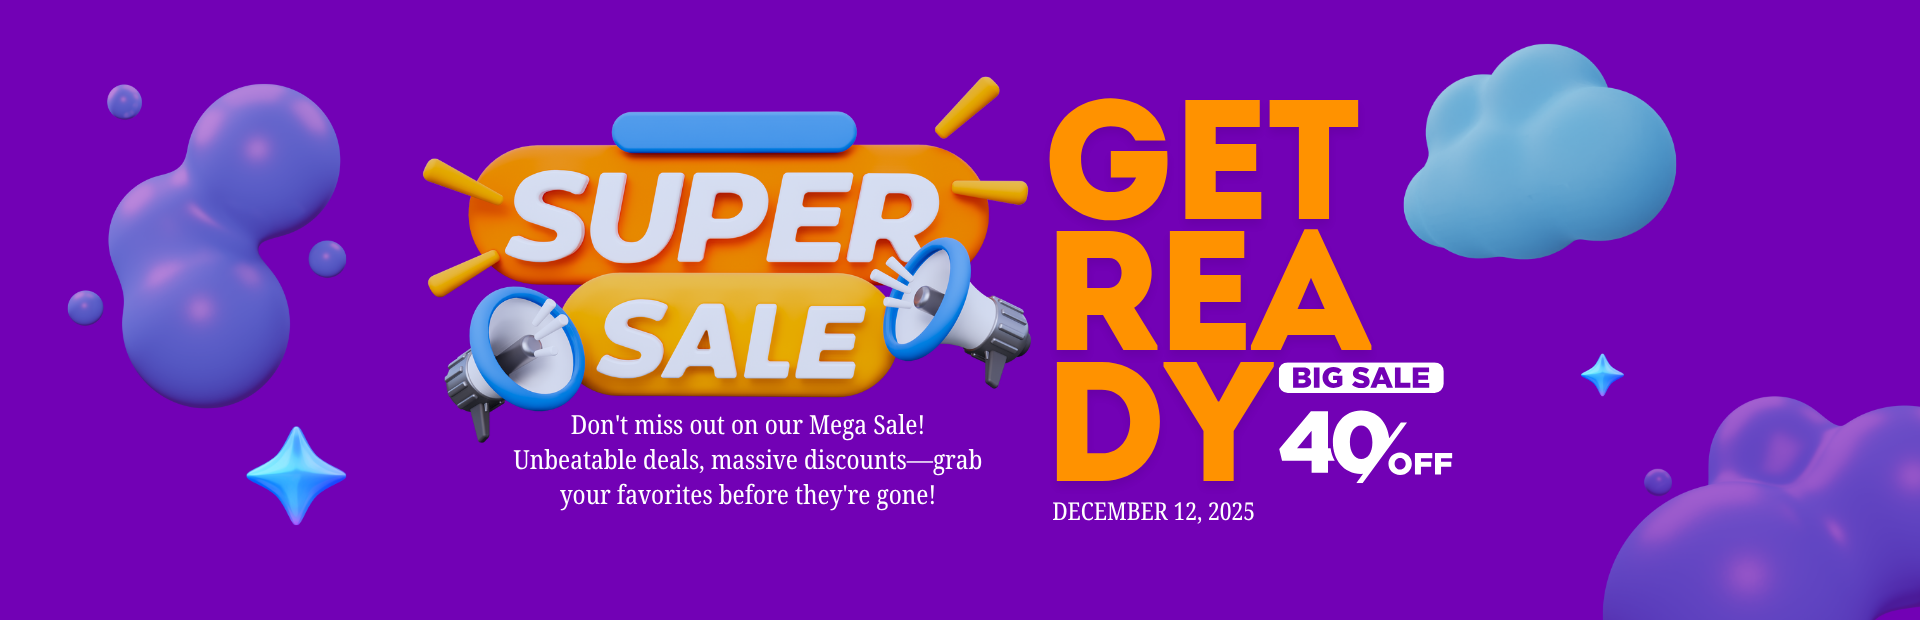 SUPER
SALE
Don't miss out on our Mega Sale!
Unbeatable deals, massive discounts—grab
your favorites before they're gone!
GET
REA
DY
BIG SALE
40% OFF
DECEMBER 12, 2025